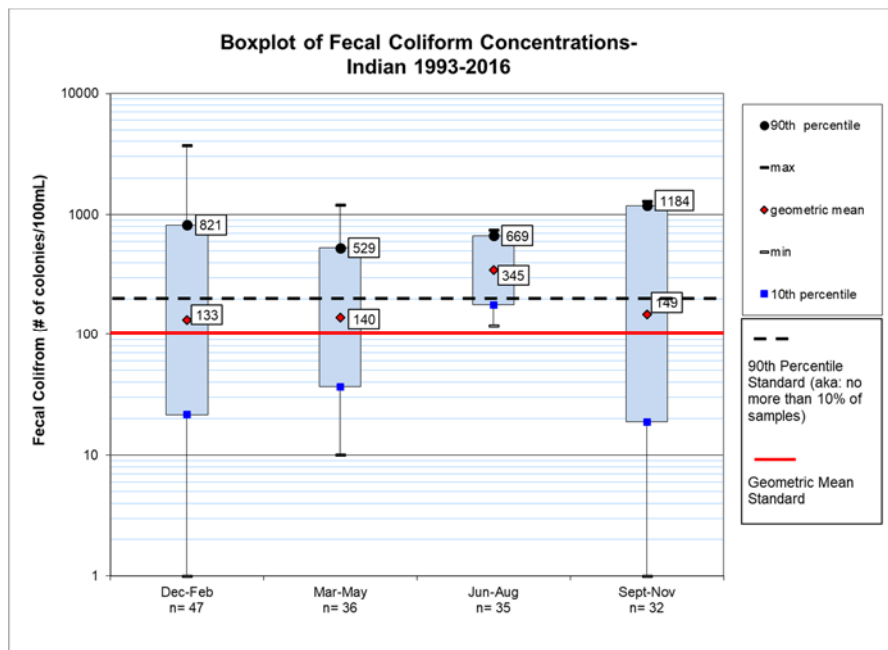 Boxplot of Fecal Coliform Concentrations-
Indian 1993-2016
Fecal Colifrom (# of colonies/100mL)
10000
1000
100
10
1
821
133
529
140
669
345
1184
149
Dec-Feb
n= 47
Mar-May
n= 36
Jun-Aug
n= 35
Sept-Nov
n= 32
90th percentile
max
geometric mean
min
10th percentile
90th Percentile
Standard (aka: no
more than 10% of
samples)
Geometric Mean
Standard